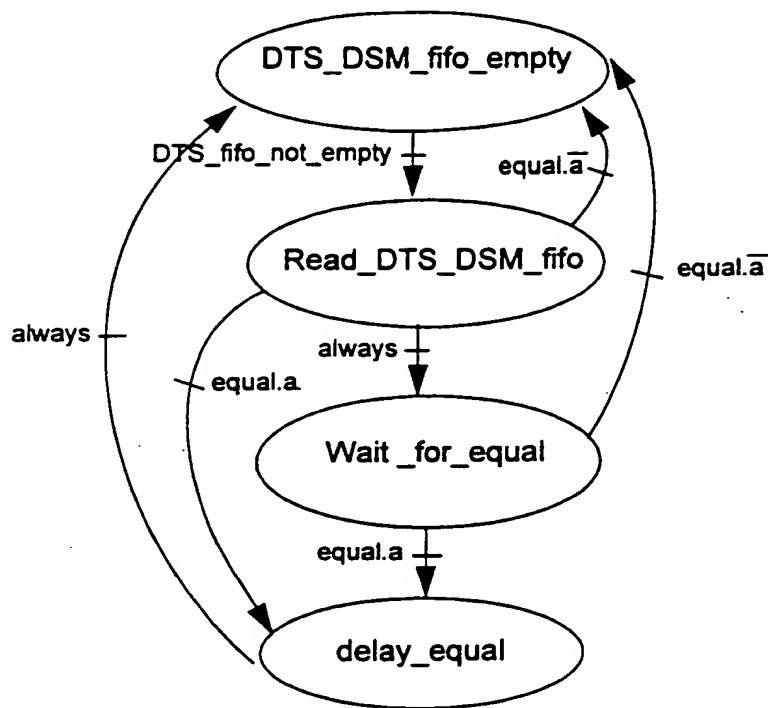 DTS_DSM_fifo_empty
DTS_fifo_not_empty
equal.a̅
Read_DTS_DSM_fifo
equal.a̅
always
always
equal.a
Wait _for_equal
equal.a
delay_equal